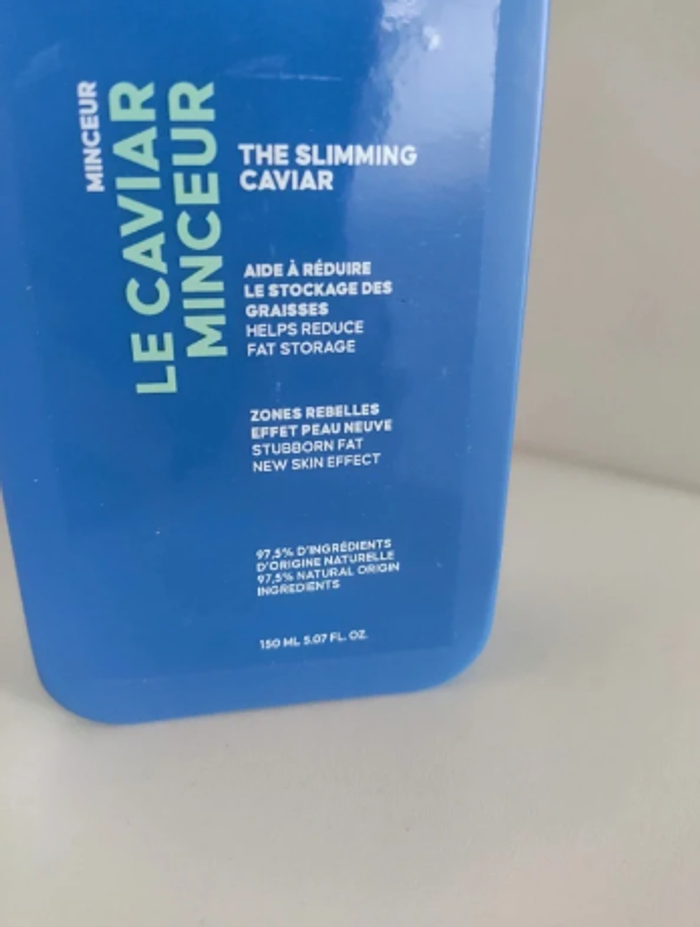 MINCEUR
LE CAVIAR
MINCEUR
THE SLIMMING
CAVIAR
AIDE À RÉDUIRE
LE STOCKAGE DES
GRAISSES
HELPS REDUCE
FAT STORAGE
ZONES REBELLES
EFFET PEAU NEUVE
STUBBORN FAT
NEW SKIN EFFECT
97,5% D'INGRÉDIENTS
D'ORIGINE NATURELLE
97,5% NATURAL ORIGIN
INGREDIENTS
150 ML 5.07 FL. OZ.